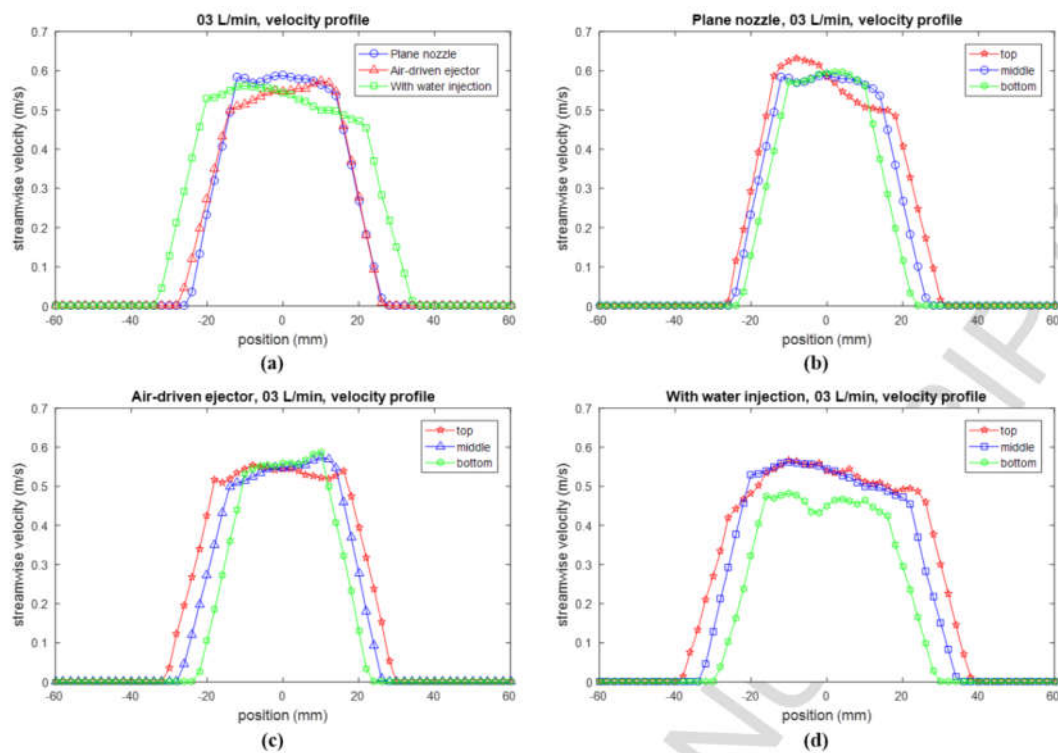 03 L/min, velocity profile
Plane nozzle
Air-driven ejector
With water injection
streamwise velocity (m/s)
0.7
0.6
0.5
0.4
0.3
0.2
0.1
0
-60 -40 -20 0 20 40 60
position (mm)
(a)
Plane nozzle, 03 L/min, velocity profile
top
middle
bottom
streamwise velocity (m/s)
0.7
0.6
0.5
0.4
0.3
0.2
0.1
0
-60 -40 -20 0 20 40 60
position (mm)
(b)
Air-driven ejector, 03 L/min, velocity profile
top
middle
bottom
streamwise velocity (m/s)
0.7
0.6
0.5
0.4
0.3
0.2
0.1
0
-60 -40 -20 0 20 40 60
position (mm)
(c)
With water injection, 03 L/min, velocity profile
top
middle
bottom
streamwise velocity (m/s)
0.7
0.6
0.5
0.4
0.3
0.2
0.1
0
-60 -40 -20 0 20 40 60
position (mm)
(d)